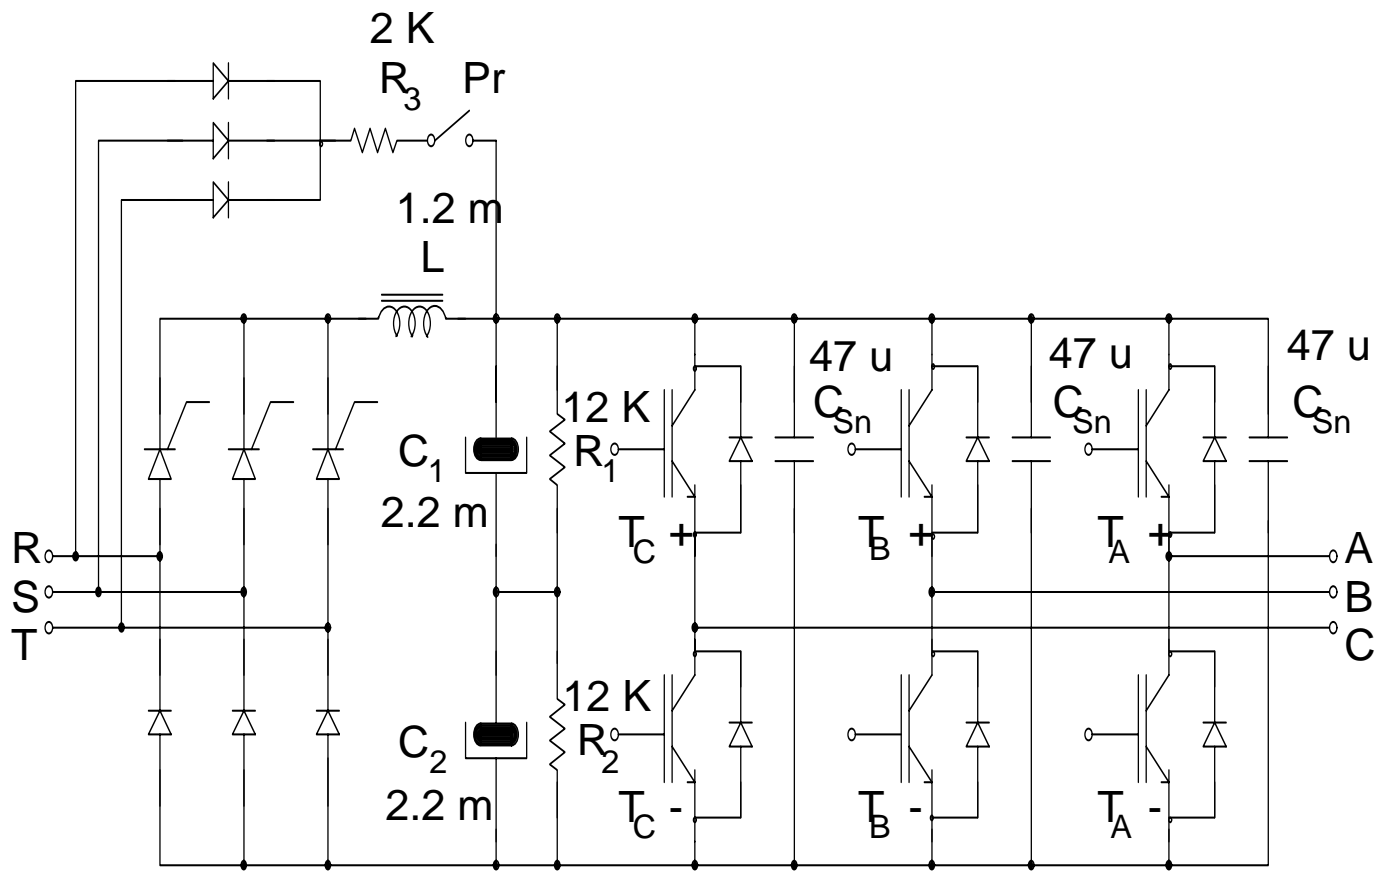 2 K
R3 Pr
1.2 m
L
47 u 47 u 47 u
12 K CSn CSn CSn
C1 R1
2.2 m
TC + TB + TA +
R A
S B
T C
12 K
C2 R2
2.2 m TC - TB - TA -